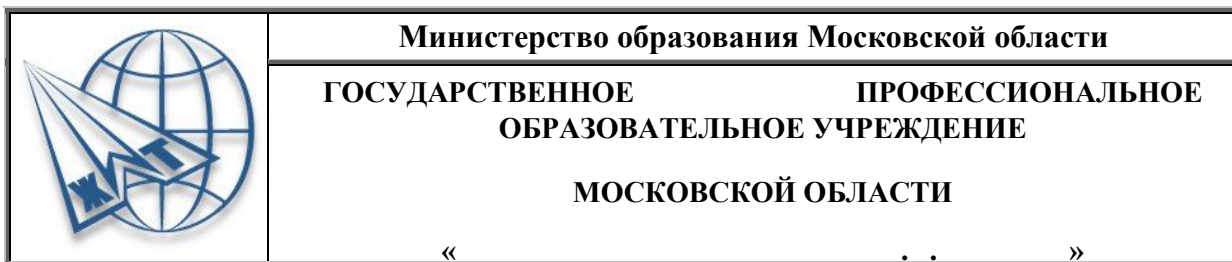 Министерство образования Московской области
ГОСУДАРСТВЕННОЕ ПРОФЕССИОНАЛЬНОЕ
ОБРАЗОВАТЕЛЬНОЕ УЧРЕЖДЕНИЕ
МОСКОВСКОЙ ОБЛАСТИ
« . . »
Ж Т